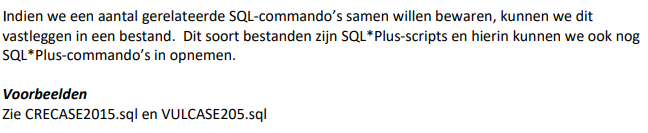 Indien we een aantal gerelateerde SQL-commando’s samen willen bewaren, kunnen we dit
vastleggen in een bestand.  Dit soort bestanden zijn SQL*Plus-scripts en hierin kunnen we ook nog
SQL*Plus-commando’s in opnemen.
Voorbeelden
Zie CRECASE2015.sql en VULCASE205.sql